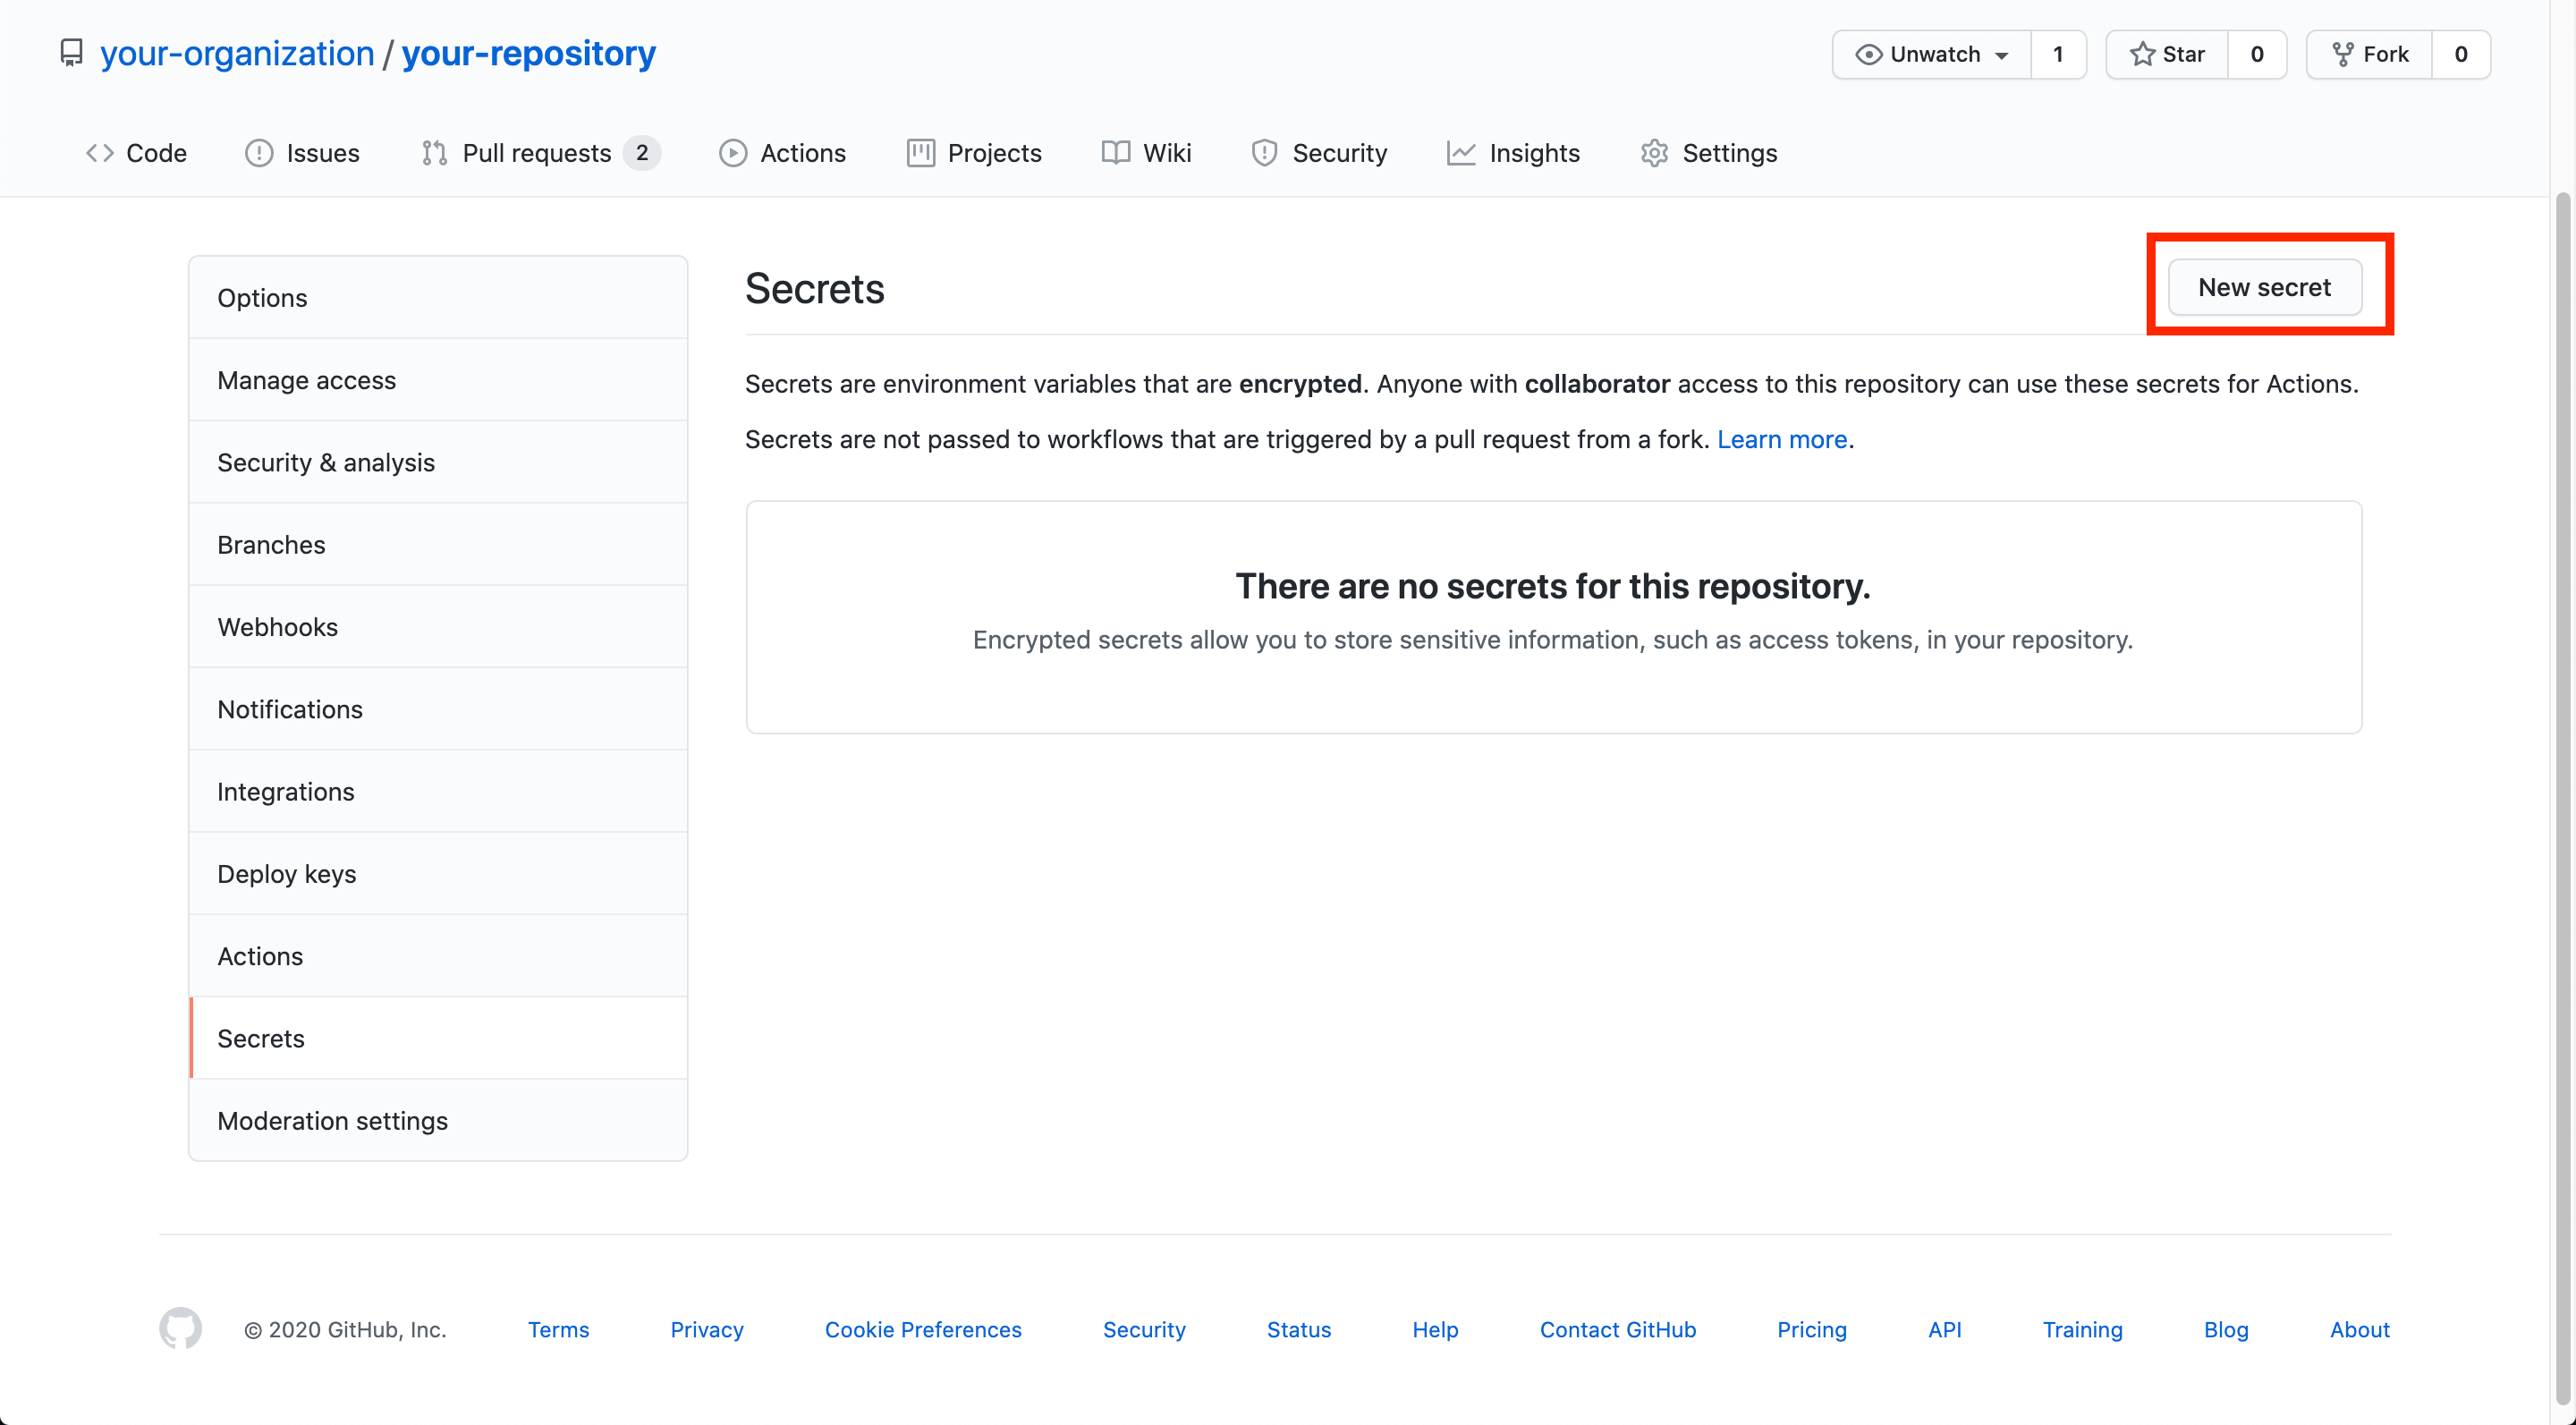 your-organization / your-repository
Unwatch 1 Star 0 Fork 0
Code Issues Pull requests 2 Actions Projects Wiki Security Insights Settings
Options
Manage access
Security & analysis
Branches
Webhooks
Notifications
Integrations
Deploy keys
Actions
Secrets
Moderation settings
Secrets
New secret
Secrets are environment variables that are encrypted. Anyone with collaborator access to this repository can use these secrets for Actions.
Secrets are not passed to workflows that are triggered by a pull request from a fork. Learn more.
There are no secrets for this repository.
Encrypted secrets allow you to store sensitive information, such as access tokens, in your repository.
© 2020 GitHub, Inc. Terms Privacy Cookie Preferences Security Status Help Contact GitHub Pricing API Training Blog About